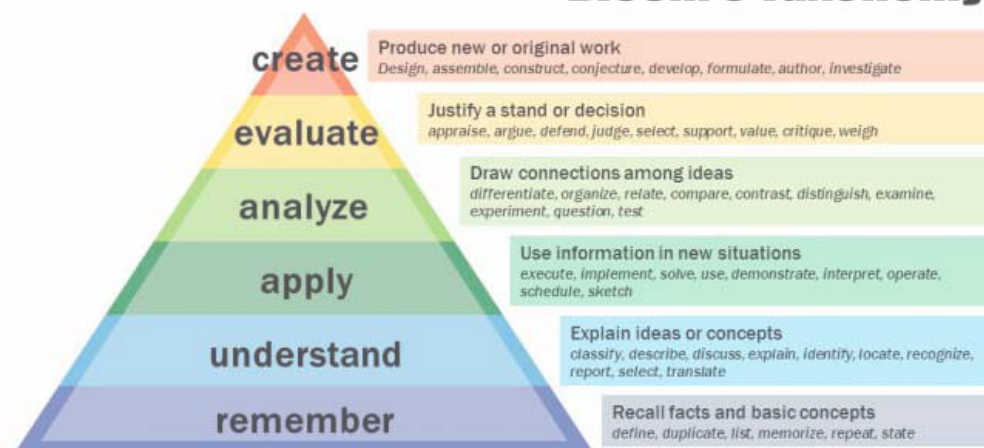 create
Produce new or original work
Design, assemble, construct, conjecture, develop, formulate, author, investigate
evaluate
Justify a stand or decision
appraise, argue, defend, judge, select, support, value, critique, weigh
analyze
Draw connections among ideas
differentiate, organize, relate, compare, contrast, distinguish, examine,
experiment, question, test
apply
Use information in new situations
execute, implement, solve, use, demonstrate, interpret, operate,
schedule, sketch
understand
Explain ideas or concepts
classify, describe, discuss, explain, identify, locate, recognize,
report, select, translate
remember
Recall facts and basic concepts
define, duplicate, list, memorize, repeat, state